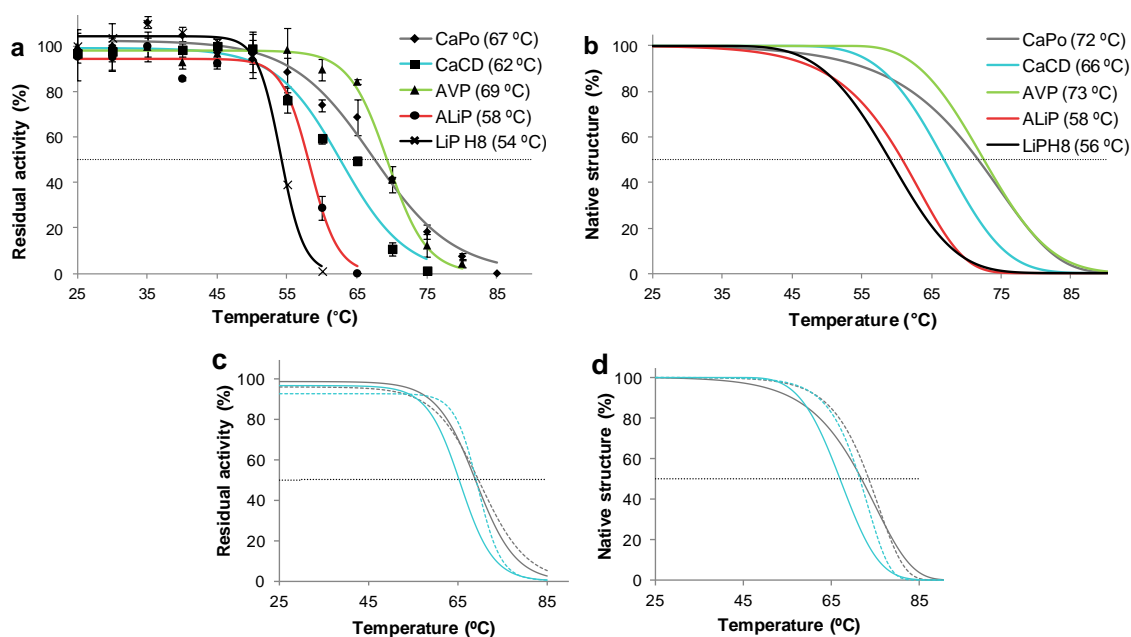 a
Residual activity (%)
120
100
80
60
40
20
0
25 35 45 55 65 75 85
Temperature (°C)
CaPo (67 ºC)
CaCD (62 ºC)
AVP (69 ºC)
ALiP (58 ºC)
LiP H8 (54 ºC)
b
Native structure (%)
120
100
80
60
40
20
0
25 35 45 55 65 75 85
Temperature (°C)
CaPo (72 ºC)
CaCD (66 ºC)
AVP (73 ºC)
ALiP (58 ºC)
LiPH8 (56 ºC)
c
Residual activity (%)
120
100
80
60
40
20
0
25 45 65 85
Temperature (ºC)
d
Native structure (%)
120
100
80
60
40
20
0
25 45 65 85
Temperature (ºC)